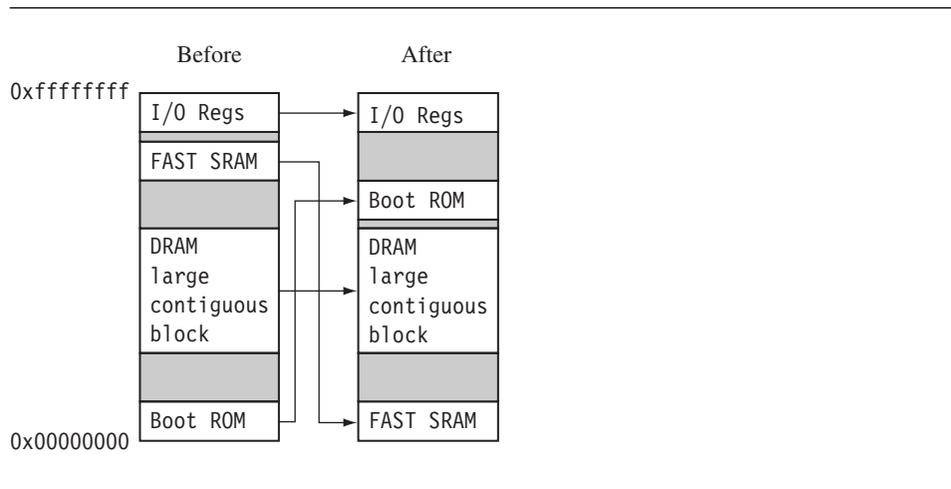 Before
After
0xffffffff
I/O Regs
FAST SRAM
DRAM
large
contiguous
block
Boot ROM
0x00000000
I/O Regs
Boot ROM
DRAM
large
contiguous
block
FAST SRAM